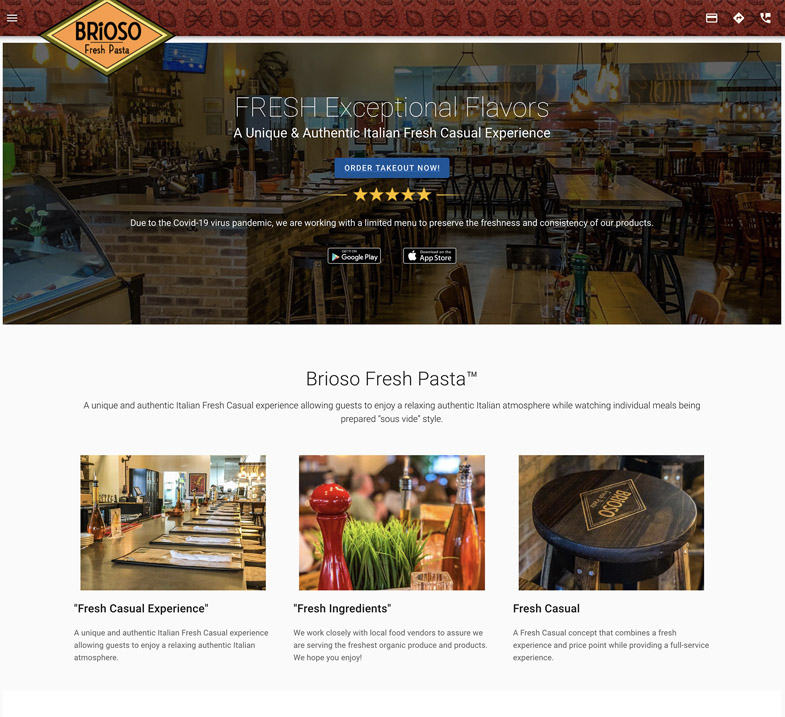 BRiOSO
Fresh Pasta
FRESH Exceptional Flavors
A Unique & Authentic Italian Fresh Casual Experience
ORDER TAKEOUT NOW!
Due to the Covid-19 virus pandemic, we are working with a limited menu to preserve the freshness and consistency of our products.
GET IT ON
Google Play
Download on the
App Store
Brioso Fresh Pasta™
A unique and authentic Italian Fresh Casual experience allowing guests to enjoy a relaxing authentic Italian atmosphere while watching individual meals being
prepared "sous vide" style.
BRIOSO
"Fresh Casual Experience"
"Fresh Ingredients"
Fresh Casual
A unique and authentic Italian Fresh Casual experience
allowing guests to enjoy a relaxing authentic Italian
atmosphere.
We work closely with local food vendors to assure we
are serving the freshest organic produce and products.
We hope you enjoy!
A Fresh Casual concept that combines a fresh
experience and price point while providing a full-service
experience.